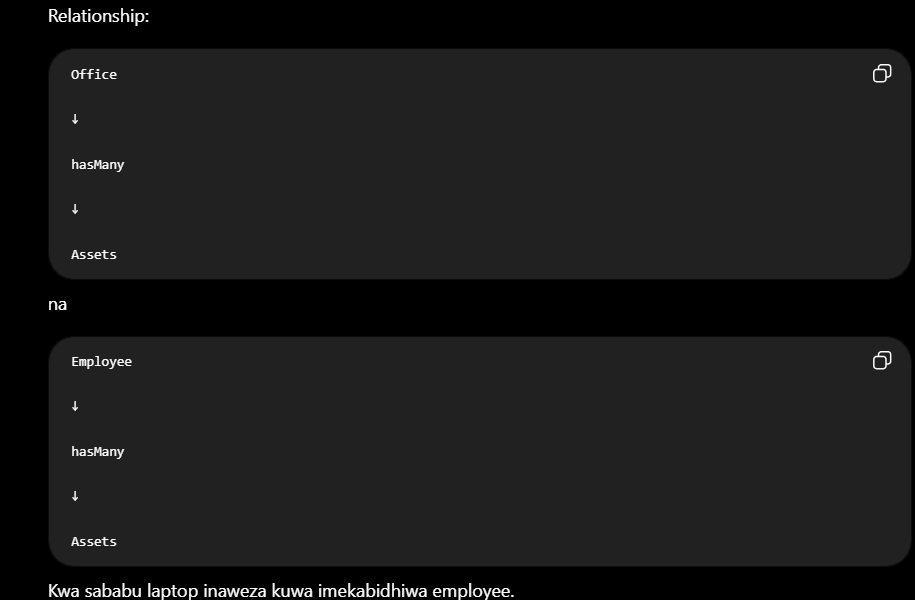 Relationship:
Office
↓
hasMany
↓
Assets
na
Employee
↓
hasMany
↓
Assets
Kwa sababu laptop inaweza kuwa imekabidhiwa employee.